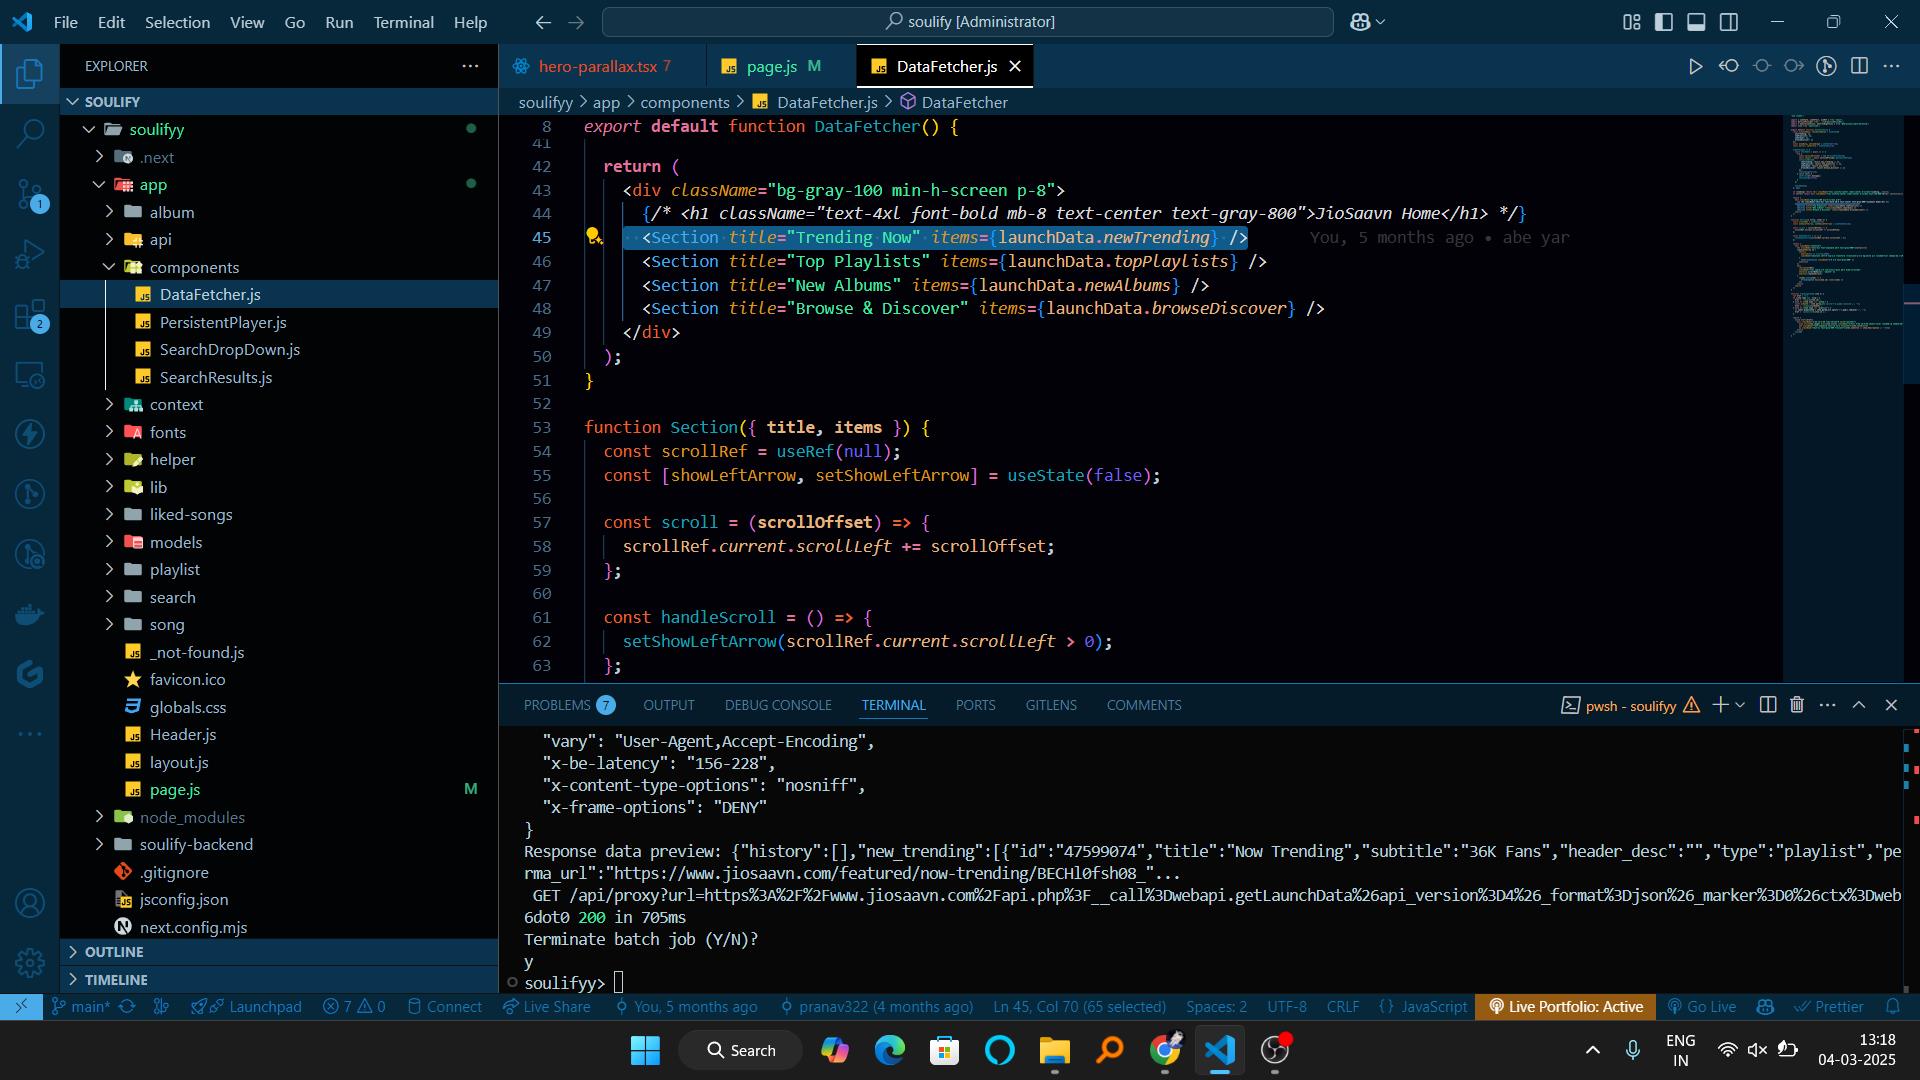 File Edit Selection View Go Run Terminal Help
soulify [Administrator]
EXPLORER
SOULIFY
soulifyy
.next
app
album
api
components
DataFetcher.js
PersistentPlayer.js
SearchDropDown.js
SearchResults.js
context
fonts
helper
lib
liked-songs
models
playlist
search
song
_not-found.js
favicon.ico
globals.css
Header.js
layout.js
page.js M
node_modules
soulify-backend
.gitignore
jsconfig.json
next.config.mjs
OUTLINE
TIMELINE
1
2
hero-parallax.tsx 7
page.js M
DataFetcher.js
soulifyy > app > components > DataFetcher.js > DataFetcher
8 export default function DataFetcher() {
41
42 return (
43 <div className="bg-gray-100 min-h-screen p-8">
44 {/* <h1 className="text-4xl font-bold mb-8 text-center text-gray-800">JioSaavn Home</h1> */}
45 <Section title="Trending Now" items={launchData.newTrending} /> You, 5 months ago • abe yar
46 <Section title="Top Playlists" items={launchData.topPlaylists} />
47 <Section title="New Albums" items={launchData.newAlbums} />
48 <Section title="Browse & Discover" items={launchData.browseDiscover} />
49 </div>
50 );
51 }
52
53 function Section({ title, items }) {
54 const scrollRef = useRef(null);
55 const [showLeftArrow, setShowLeftArrow] = useState(false);
56
57 const scroll = (scrollOffset) => {
58 scrollRef.current.scrollLeft += scrollOffset;
59 };
60
61 const handleScroll = () => {
62 setShowLeftArrow(scrollRef.current.scrollLeft > 0);
63 };
PROBLEMS 7 OUTPUT DEBUG CONSOLE TERMINAL PORTS GITLENS COMMENTS
pwsh - soulifyy
"vary": "User-Agent,Accept-Encoding",
"x-be-latency": "156-228",
"x-content-type-options": "nosniff",
"x-frame-options": "DENY"
}
Response data preview: {"history":[],"new_trending":[{"id":"47599074","title":"Now Trending","subtitle":"36K Fans","header_desc":"","type":"playlist","pe
rma_url":"https://www.jiosaavn.com/featured/now-trending/BECHl0fsh08_"...
GET /api/proxy?url=https%3A%2F%2Fwww.jiosaavn.com%2Fapi.php%3F__call%3Dwebapi.getLaunchData%26api_version%3D4%26_format%3Djson%26_marker%3D0%26ctx%3Dweb
6dot0 200 in 705ms
Terminate batch job (Y/N)?
y
soulifyy>
main* Launchpad 7 0 Connect Live Share You, 5 months ago pranav322 (4 months ago) Ln 45, Col 70 (65 selected) Spaces: 2 UTF-8 CRLF {} JavaScript Live Portfolio: Active Go Live Prettier
Search
ENG
IN
13:18
04-03-2025